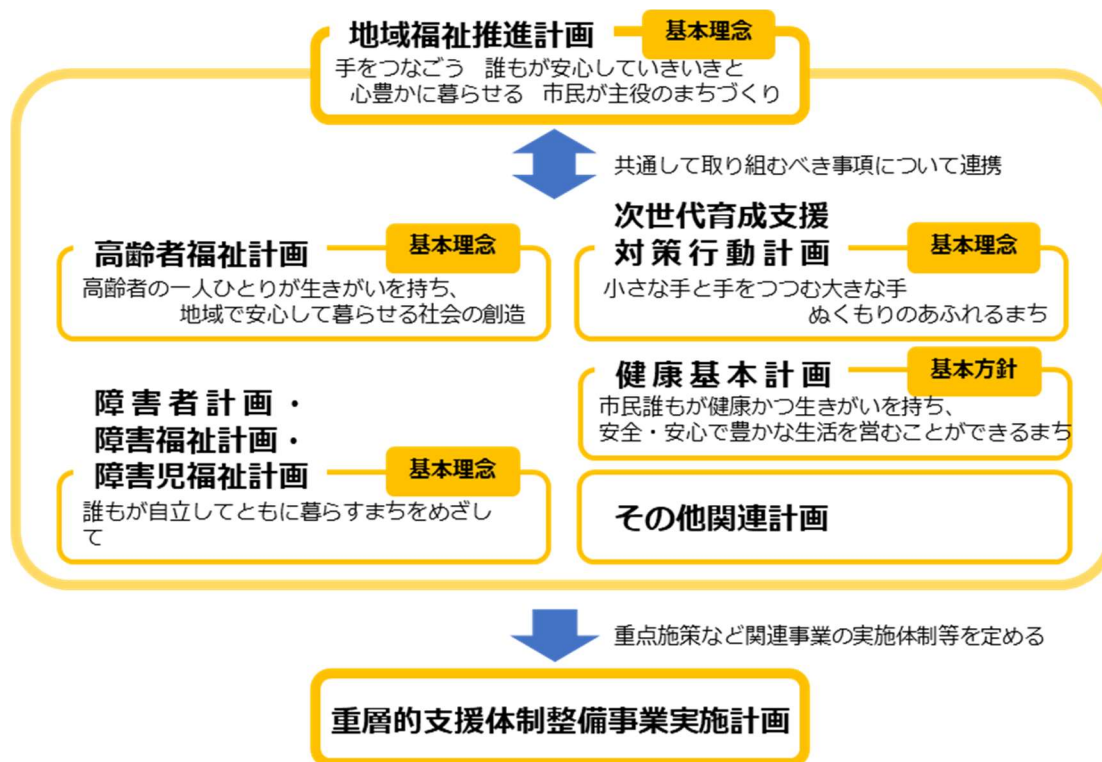 地域福祉推進計画
基本理念
手をつなごう　誰もが安心していきいきと
心豊かに暮らせる　市民が主役のまちづくり
共通して取り組むべき事項について連携
高齢者福祉計画
基本理念
高齢者の一人ひとりが生きがいを持ち、
地域で安心して暮らせる社会の創造
次世代育成支援
対策行動計画
基本理念
小さな手と手をつつむ大きな手
ぬくもりのあふれるまち
障害者計画・
障害福祉計画・
障害児福祉計画
基本理念
誰もが自立してともに暮らすまちをめざし
て
健康基本計画
基本方針
市民誰もが健康かつ生きがいを持ち、
安全・安心で豊かな生活を営むことができるまち
その他関連計画
重点施策など関連事業の実施体制等を定める
重層的支援体制整備事業実施計画